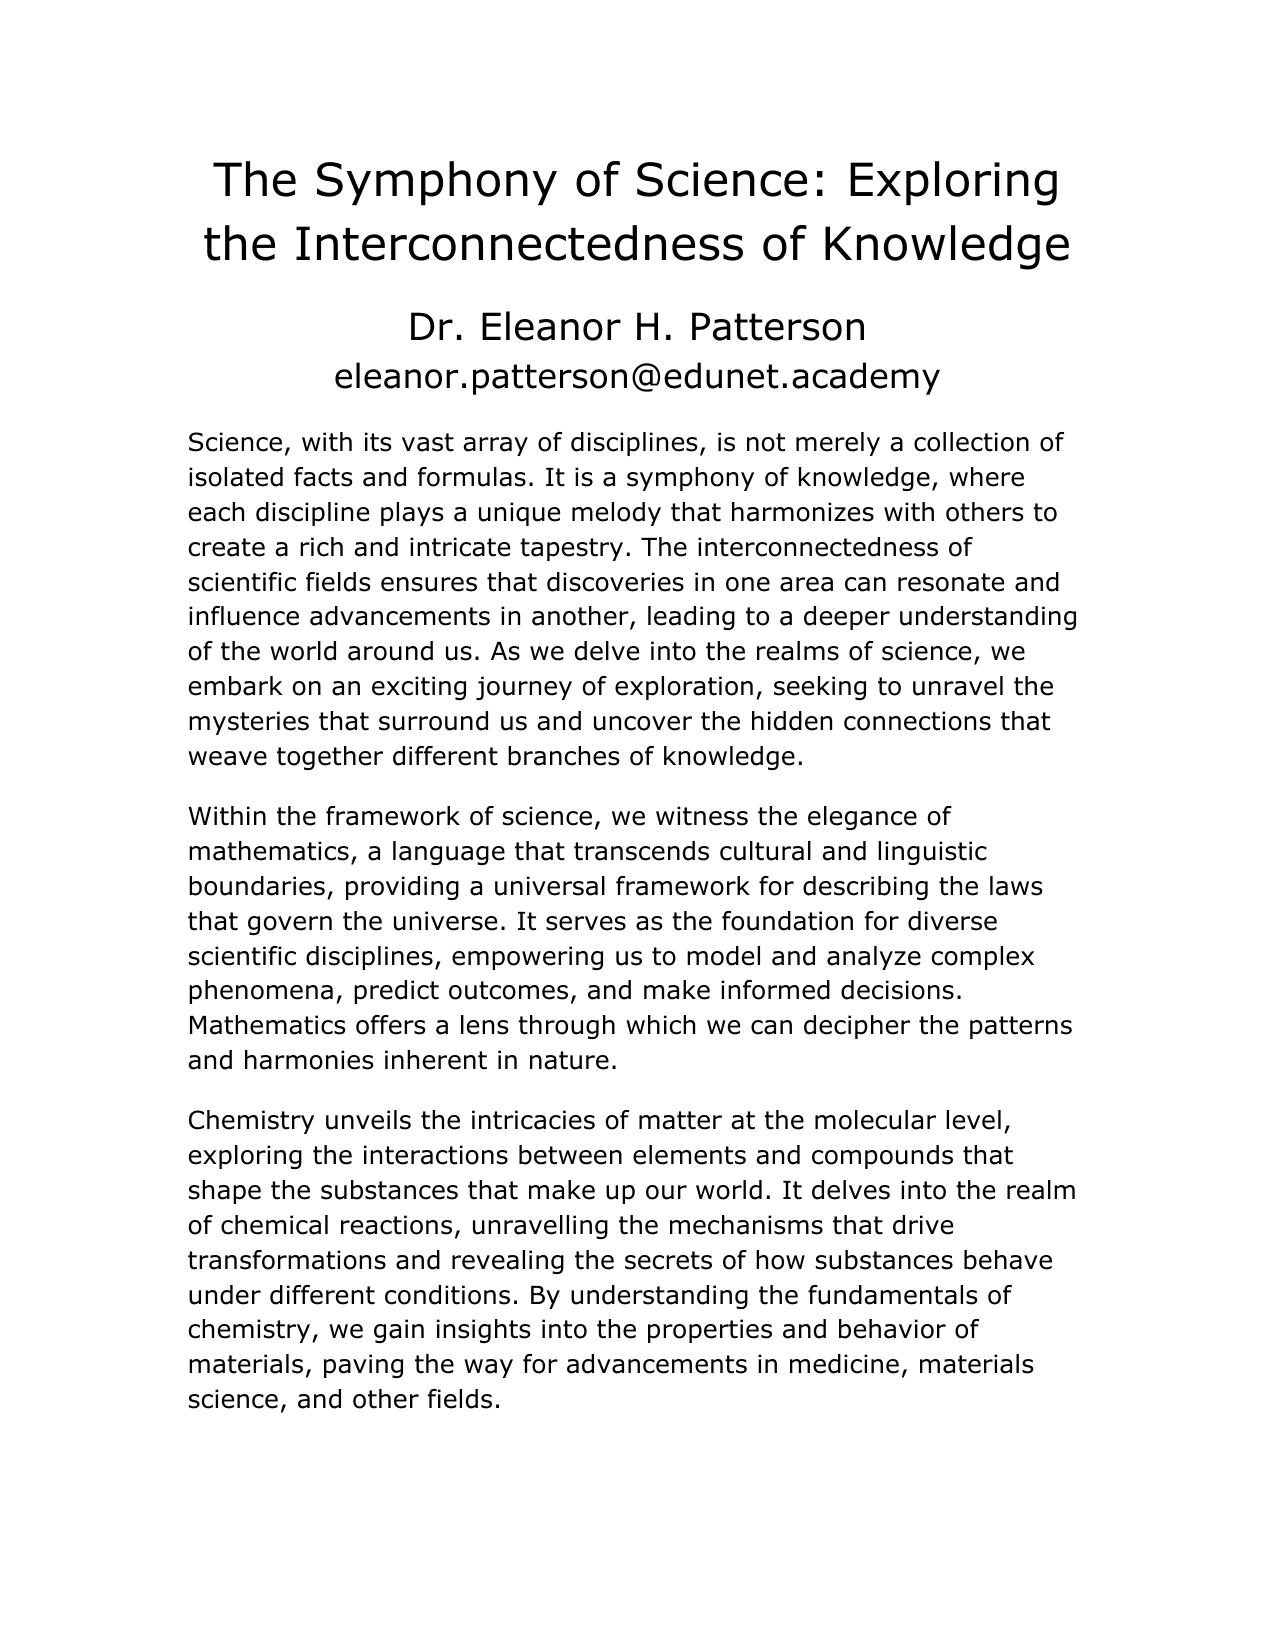 The Symphony of Science: Exploring
the Interconnectedness of Knowledge
Dr. Eleanor H. Patterson
eleanor.patterson@edunet.academy
Science, with its vast array of disciplines, is not merely a collection of
isolated facts and formulas. It is a symphony of knowledge, where
each discipline plays a unique melody that harmonizes with others to
create a rich and intricate tapestry. The interconnectedness of
scientific fields ensures that discoveries in one area can resonate and
influence advancements in another, leading to a deeper understanding
of the world around us. As we delve into the realms of science, we
embark on an exciting journey of exploration, seeking to unravel the
mysteries that surround us and uncover the hidden connections that
weave together different branches of knowledge.
Within the framework of science, we witness the elegance of
mathematics, a language that transcends cultural and linguistic
boundaries, providing a universal framework for describing the laws
that govern the universe. It serves as the foundation for diverse
scientific disciplines, empowering us to model and analyze complex
phenomena, predict outcomes, and make informed decisions.
Mathematics offers a lens through which we can decipher the patterns
and harmonies inherent in nature.
Chemistry unveils the intricacies of matter at the molecular level,
exploring the interactions between elements and compounds that
shape the substances that make up our world. It delves into the realm
of chemical reactions, unravelling the mechanisms that drive
transformations and revealing the secrets of how substances behave
under different conditions. By understanding the fundamentals of
chemistry, we gain insights into the properties and behavior of
materials, paving the way for advancements in medicine, materials
science, and other fields.